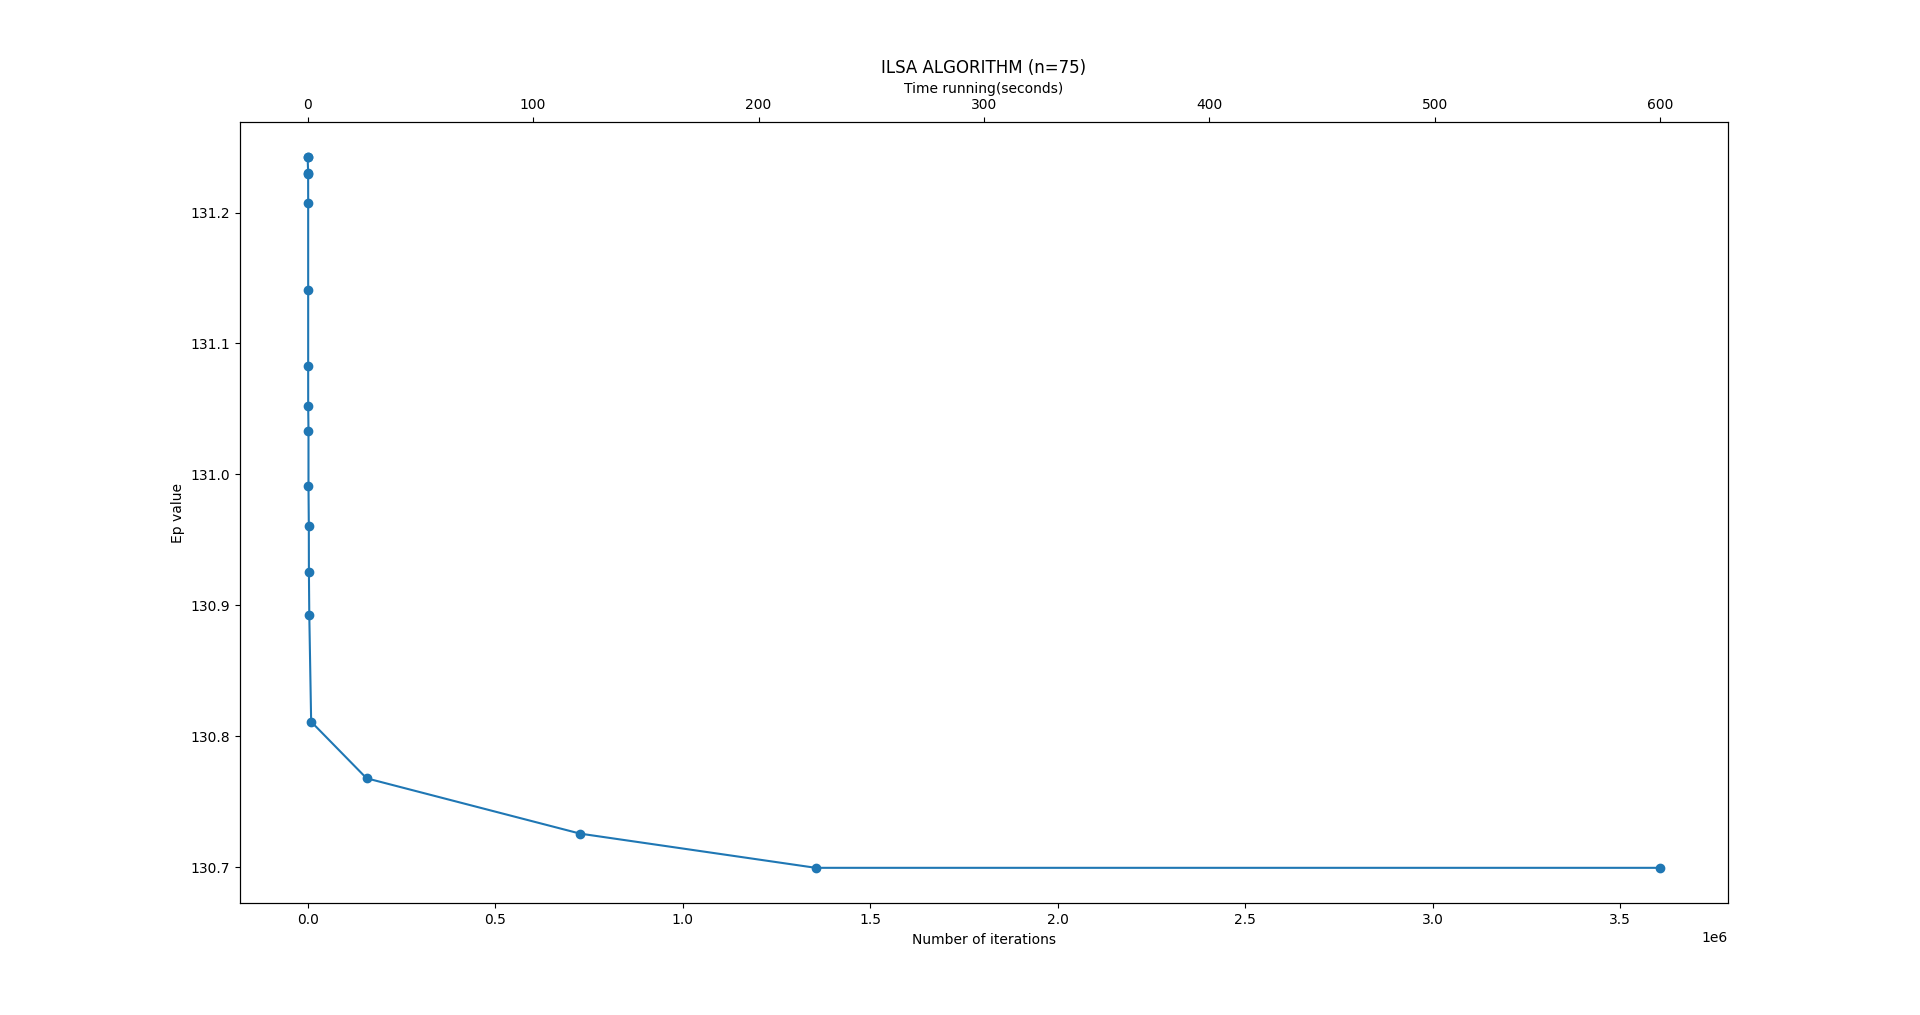 ILSA ALGORITHM (n=75)
Time running(seconds)
0 100 200 300 400 500 600
131.2
131.1
131.0
130.9
130.8
130.7
Ep value
0.0 0.5 1.0 1.5 2.0 2.5 3.0 3.5
1e6
Number of iterations